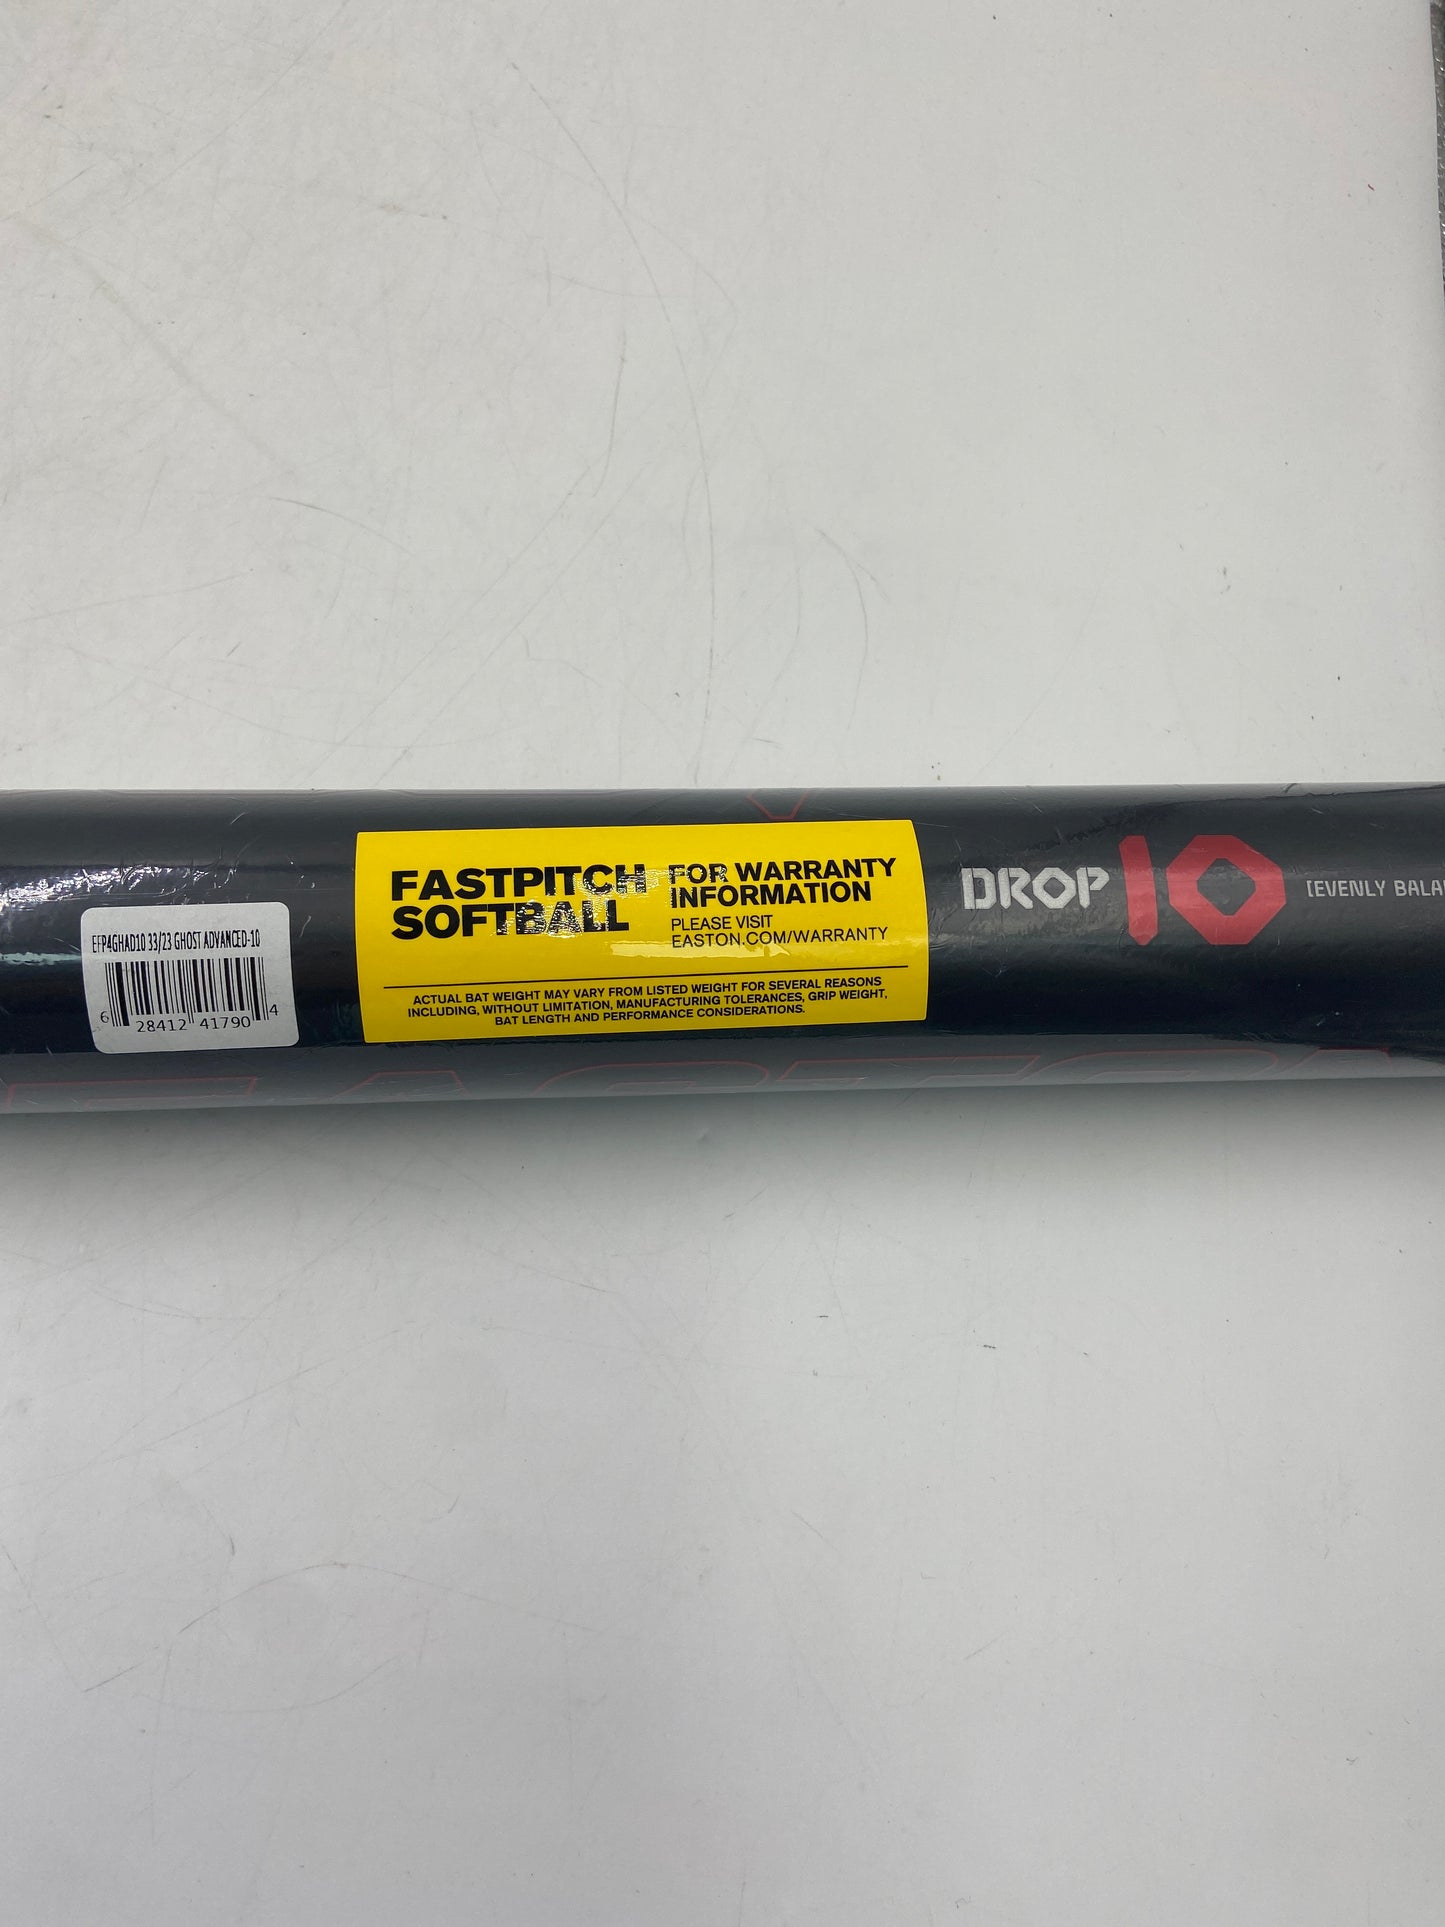 EFP4GHAD10 33/23 GHOST ADVANCED-10
6 28412 41790 4
FASTPITCH
SOFTBALL
FOR WARRANTY
INFORMATION
PLEASE VISIT
EASTON.COM/WARRANTY
ACTUAL BAT WEIGHT MAY VARY FROM LISTED WEIGHT FOR SEVERAL REASONS
INCLUDING, WITHOUT LIMITATION, MANUFACTURING TOLERANCES, GRIP WEIGHT,
BAT LENGTH AND PERFORMANCE CONSIDERATIONS.
DROP 10
[EVENLY